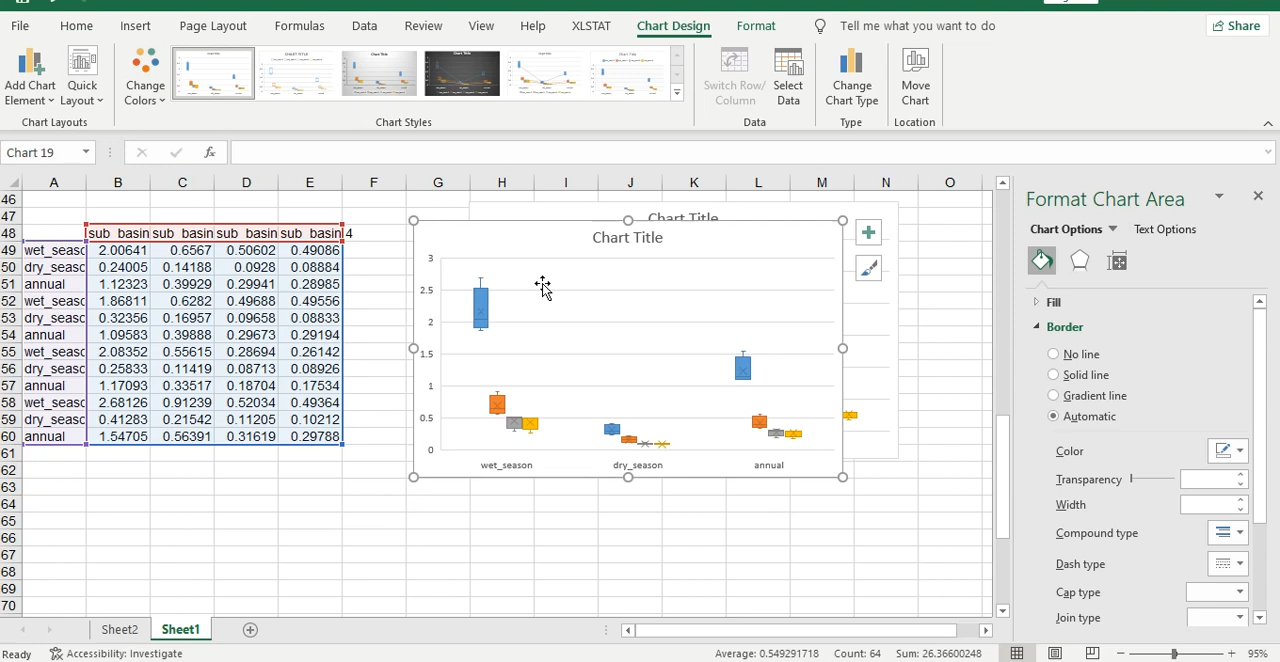 File Home Insert Page Layout Formulas Data Review View Help XLSTAT Chart Design Format Tell me what you want to do Share
Add Chart Element Quick Layout Change Colors Switch Row/ Column Select Data Change Chart Type Move Chart
Chart Layouts Chart Styles Data Type Location
Chart 19 fx
A B C D E F G H I J K L M N O
46
47
48 sub_basin sub_basin sub_basin sub_basin 4
49 wet_seasc 2.00641 0.6567 0.50602 0.49086
50 dry_seasc 0.24005 0.14188 0.0928 0.08884
51 annual 1.12323 0.39929 0.29941 0.28985
52 wet_seasc 1.86811 0.6282 0.49688 0.49556
53 dry_seasc 0.32356 0.16957 0.09658 0.08833
54 annual 1.09583 0.39888 0.29673 0.29194
55 wet_seasc 2.08352 0.55615 0.28694 0.26142
56 dry_seasc 0.25833 0.11419 0.08713 0.08926
57 annual 1.17093 0.33517 0.18704 0.17534
58 wet_seasc 2.68126 0.91239 0.52034 0.49364
59 dry_seasc 0.41283 0.21542 0.11205 0.10212
60 annual 1.54705 0.56391 0.31619 0.29788
61
62
63
64
65
66
67
68
69
70
Chart Title
Chart Title
3
2.5
2
1.5
1
0.5
0
wet_season dry_season annual
Format Chart Area
Chart Options Text Options
Fill
Border
No line
Solid line
Gradient line
Automatic
Color
Transparency
Width
Compound type
Dash type
Cap type
Join type
Sheet2 Sheet1
Ready Accessibility: Investigate Average: 0.549291718 Count: 64 Sum: 26.36600248 95%